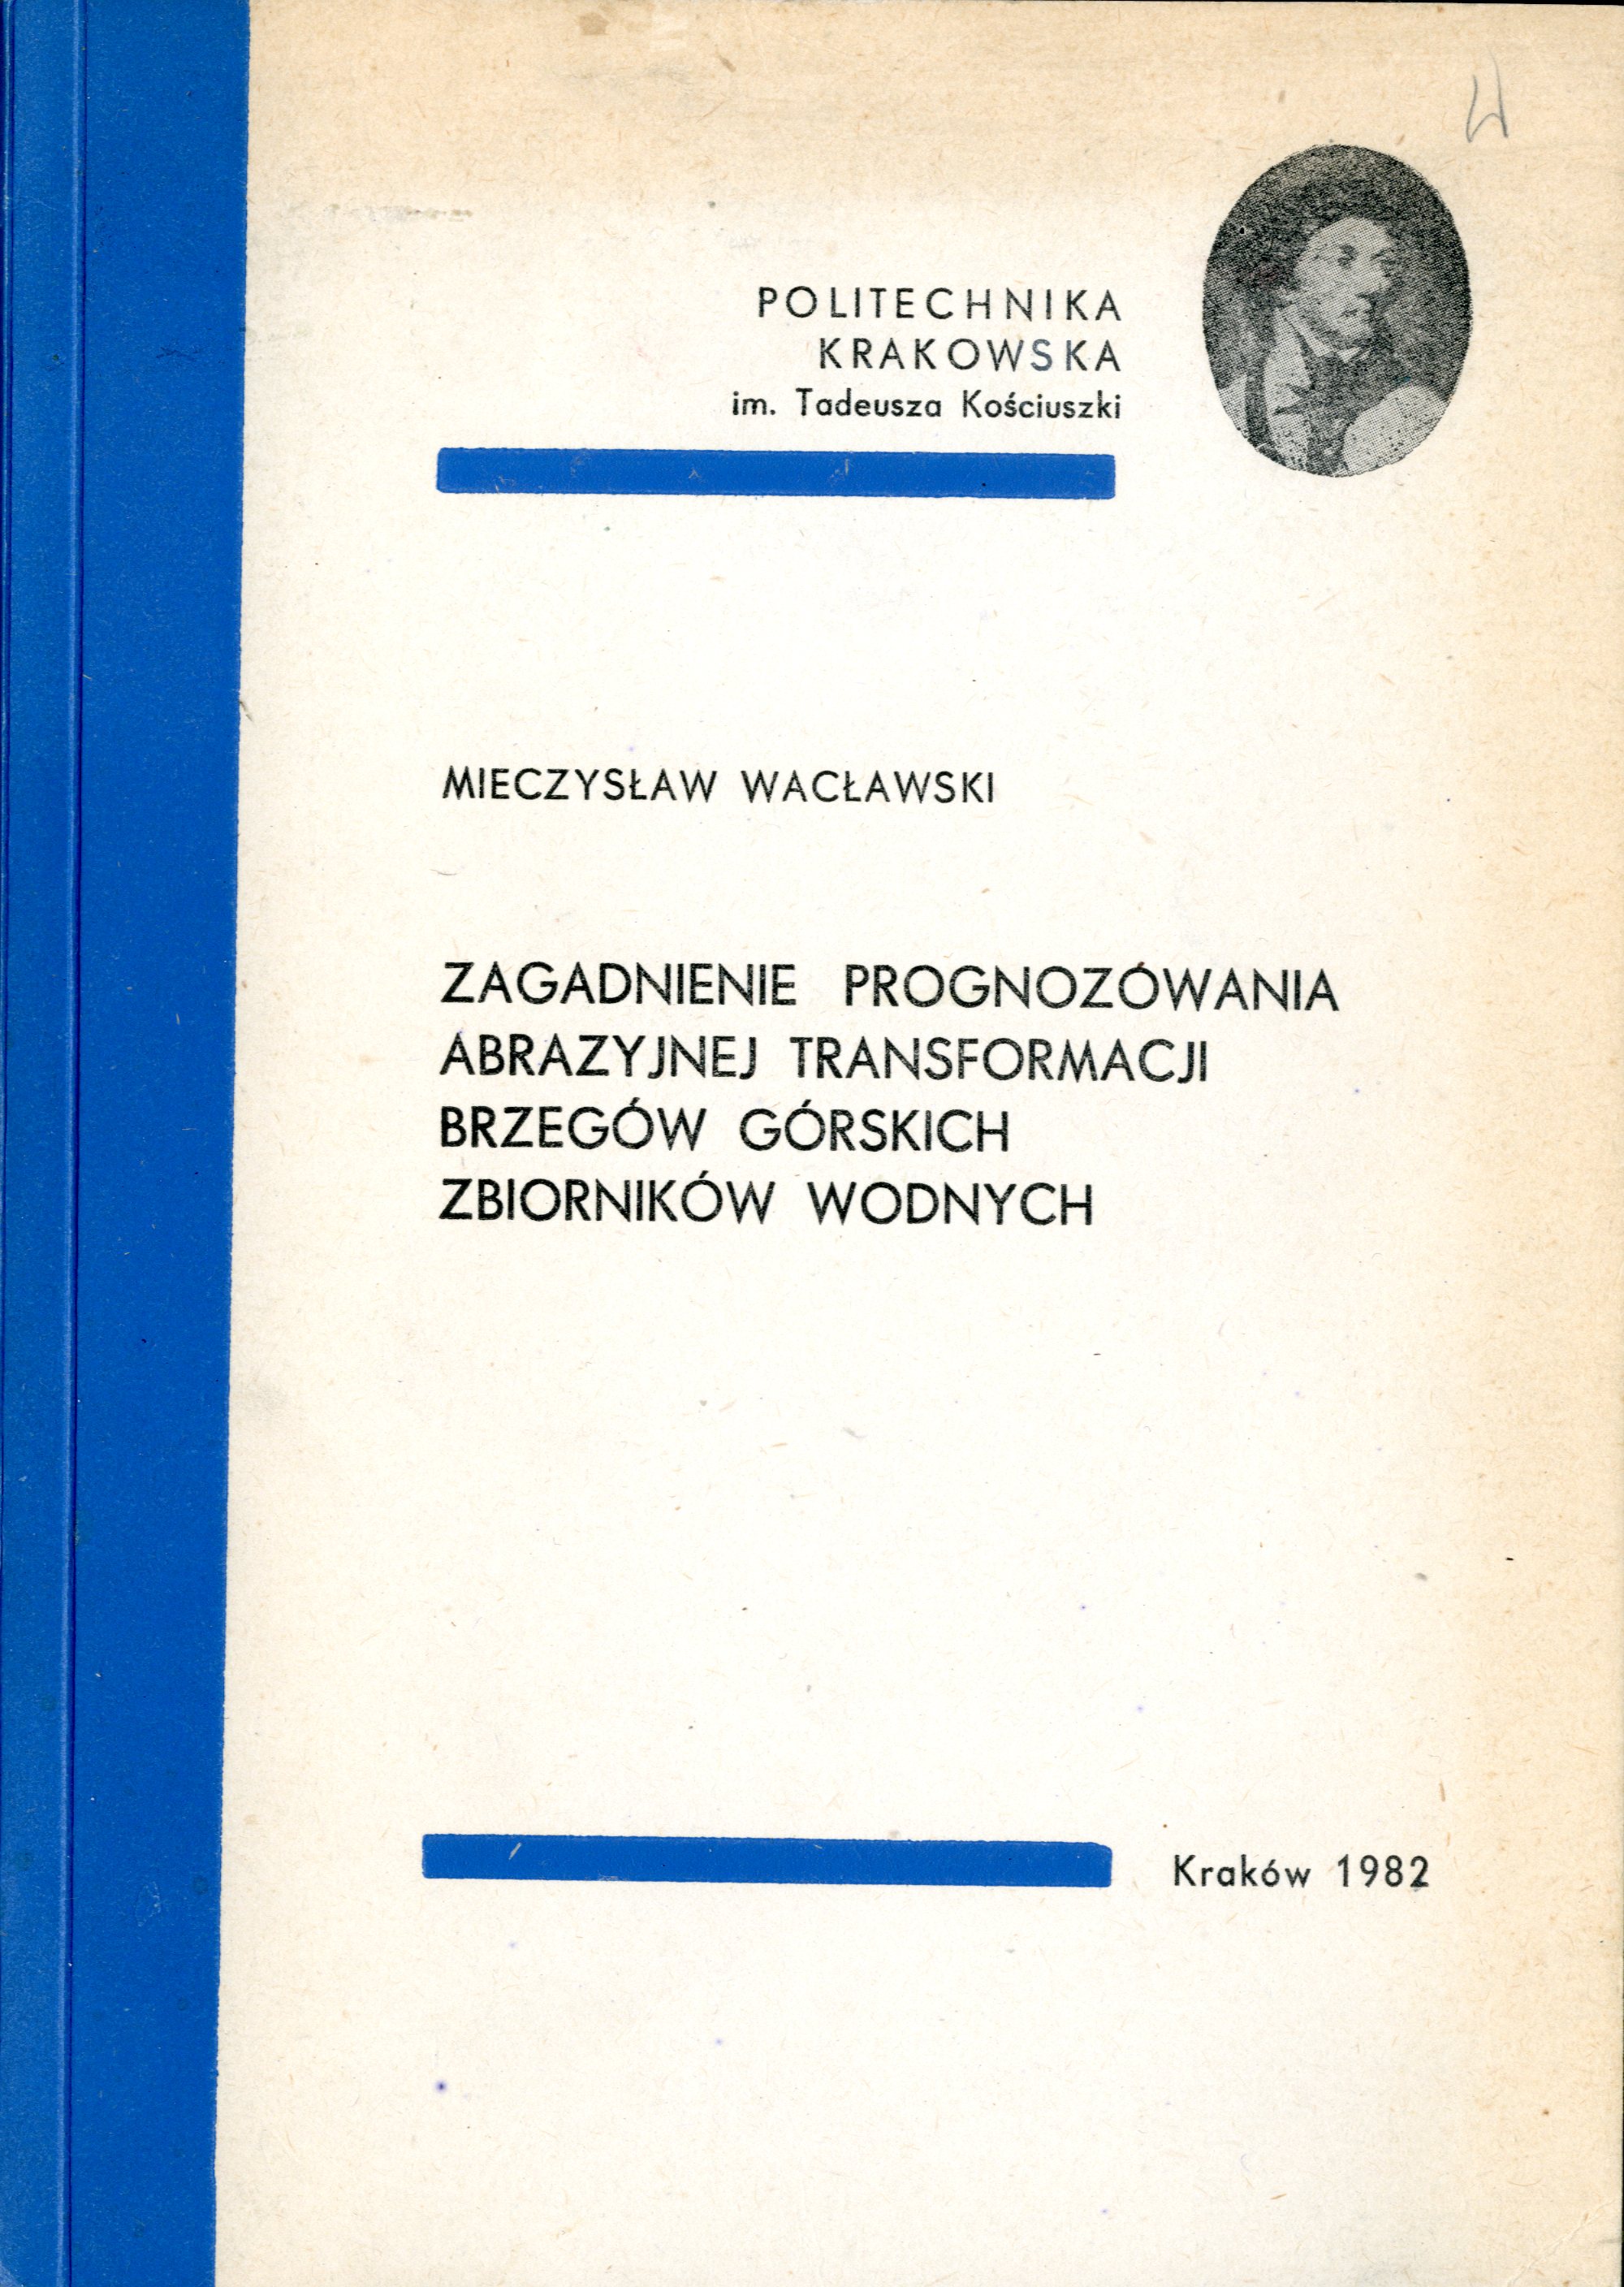 POLITECHNIKA
KRAKOWSKA
im. Tadeusza Kościuszki
MIECZYSŁAW WACŁAWSKI
ZAGADNIENIE PROGNOZOWANIA
ABRAZYJNEJ TRANSFORMACJI
BRZEGÓW GÓRSKICH
ZBIORNIKÓW WODNYCH
Kraków 1982